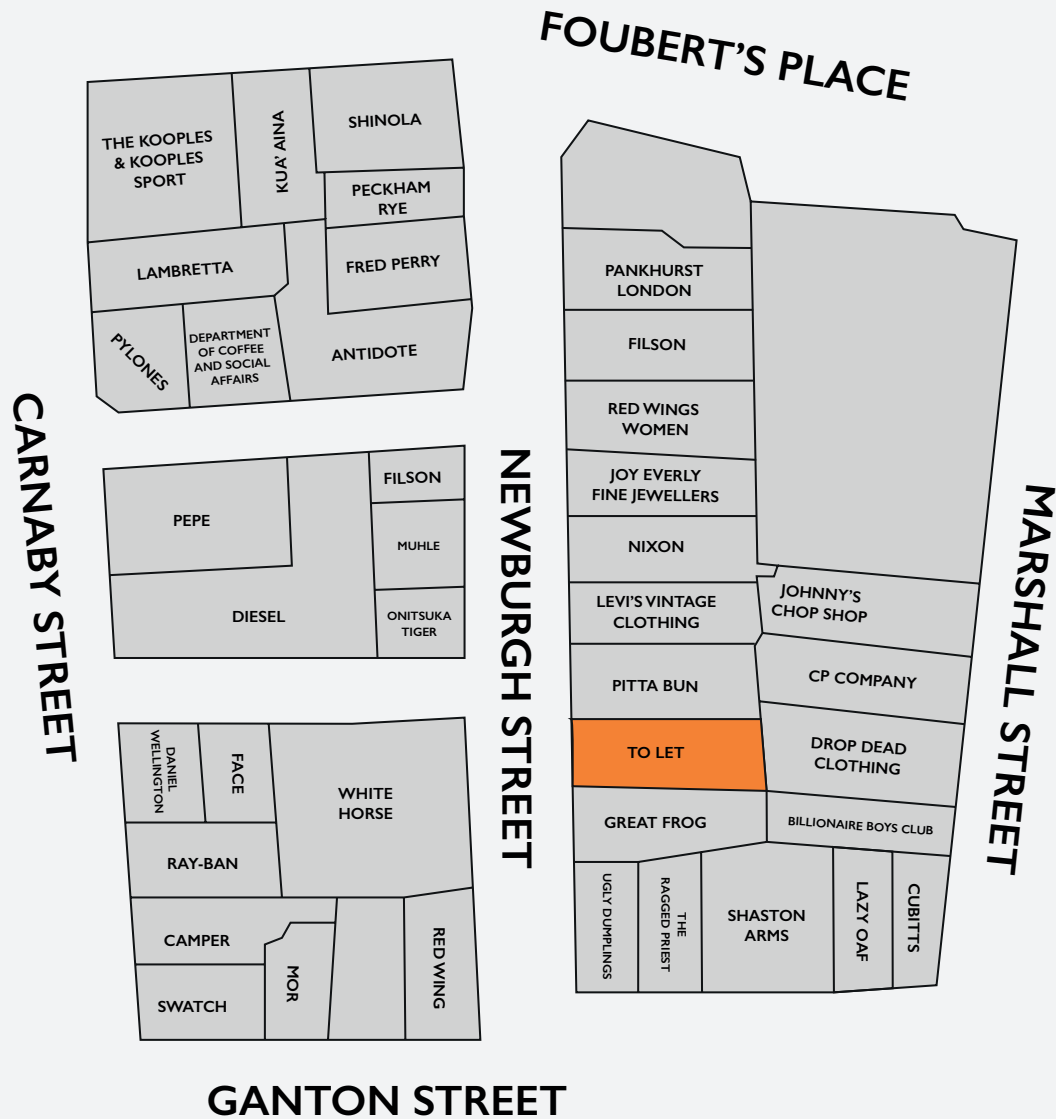 FOUBERT'S PLACE
THE KOOPLES
& KOOPLES
SPORT
KUA' AINA
SHINOLA
PECKHAM
RYE
LAMBRETTA
FRED PERRY
PYLONES
DEPARTMENT
OF COFFEE
AND SOCIAL
AFFAIRS
ANTIDOTE
CARNABY STREET
PEPE
DIESEL
FILSON
MUHLE
ONITSUKA
TIGER
NEWBURGH STREET
DANIEL
WELLINGTON
FACE
WHITE
HORSE
RAY-BAN
CAMPER
SWATCH
MOR
RED WING
PANKHURST
LONDON
FILSON
RED WINGS
WOMEN
JOY EVERLY
FINE JEWELLERS
NIXON
LEVI'S VINTAGE
CLOTHING
PITTA BUN
TO LET
GREAT FROG
UGLY DUMPLINGS
THE
RAGGED PRIEST
SHASTON
ARMS
LAZY OAF
CUBITTS
JOHNNY'S
CHOP SHOP
CP COMPANY
DROP DEAD
CLOTHING
BILLIONAIRE BOYS CLUB
MARSHALL STREET
GANTON STREET